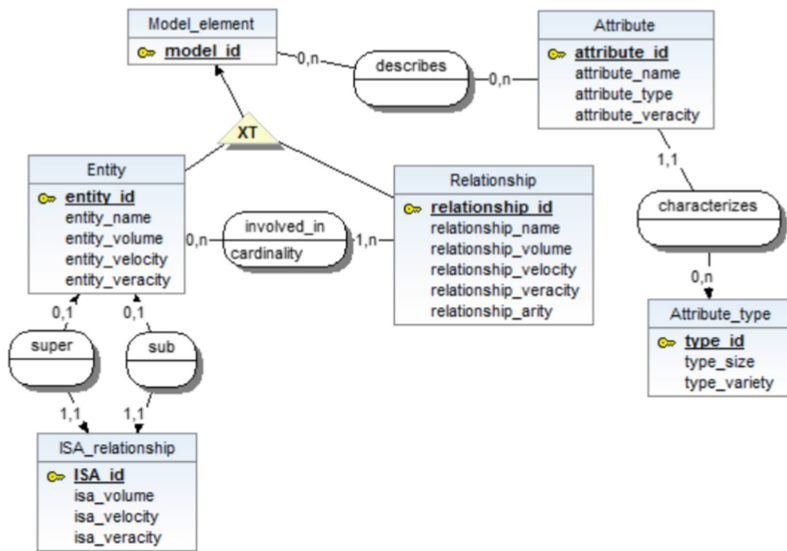 Model_element
model_id
0,n
describes
0,n
Attribute
attribute_id
attribute_name
attribute_type
attribute_veracity
XT
1,1
characterizes
0,n
Entity
entity_id
entity_name
entity_volume
entity_velocity
entity_veracity
0,n
involved_in
cardinality
1,n
Relationship
relationship_id
relationship_name
relationship_volume
relationship_velocity
relationship_veracity
relationship_arity
Attribute_type
type_id
type_size
type_variety
0,1
0,1
super
sub
1,1
1,1
ISA_relationship
ISA_id
isa_volume
isa_velocity
isa_veracity